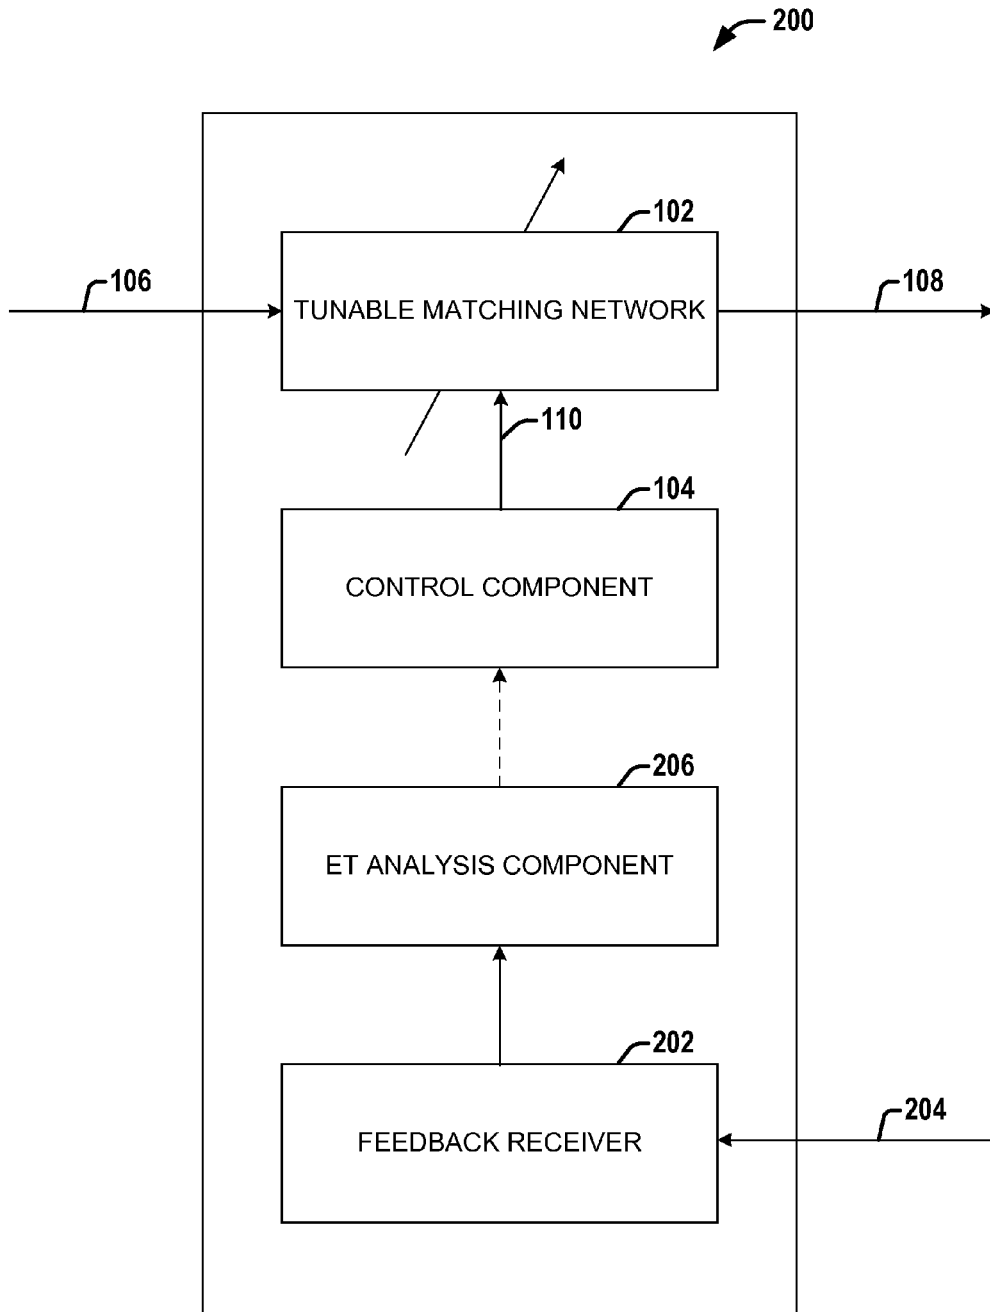 200
102
106
108
TUNABLE MATCHING NETWORK
110
104
CONTROL COMPONENT
206
ET ANALYSIS COMPONENT
202
204
FEEDBACK RECEIVER